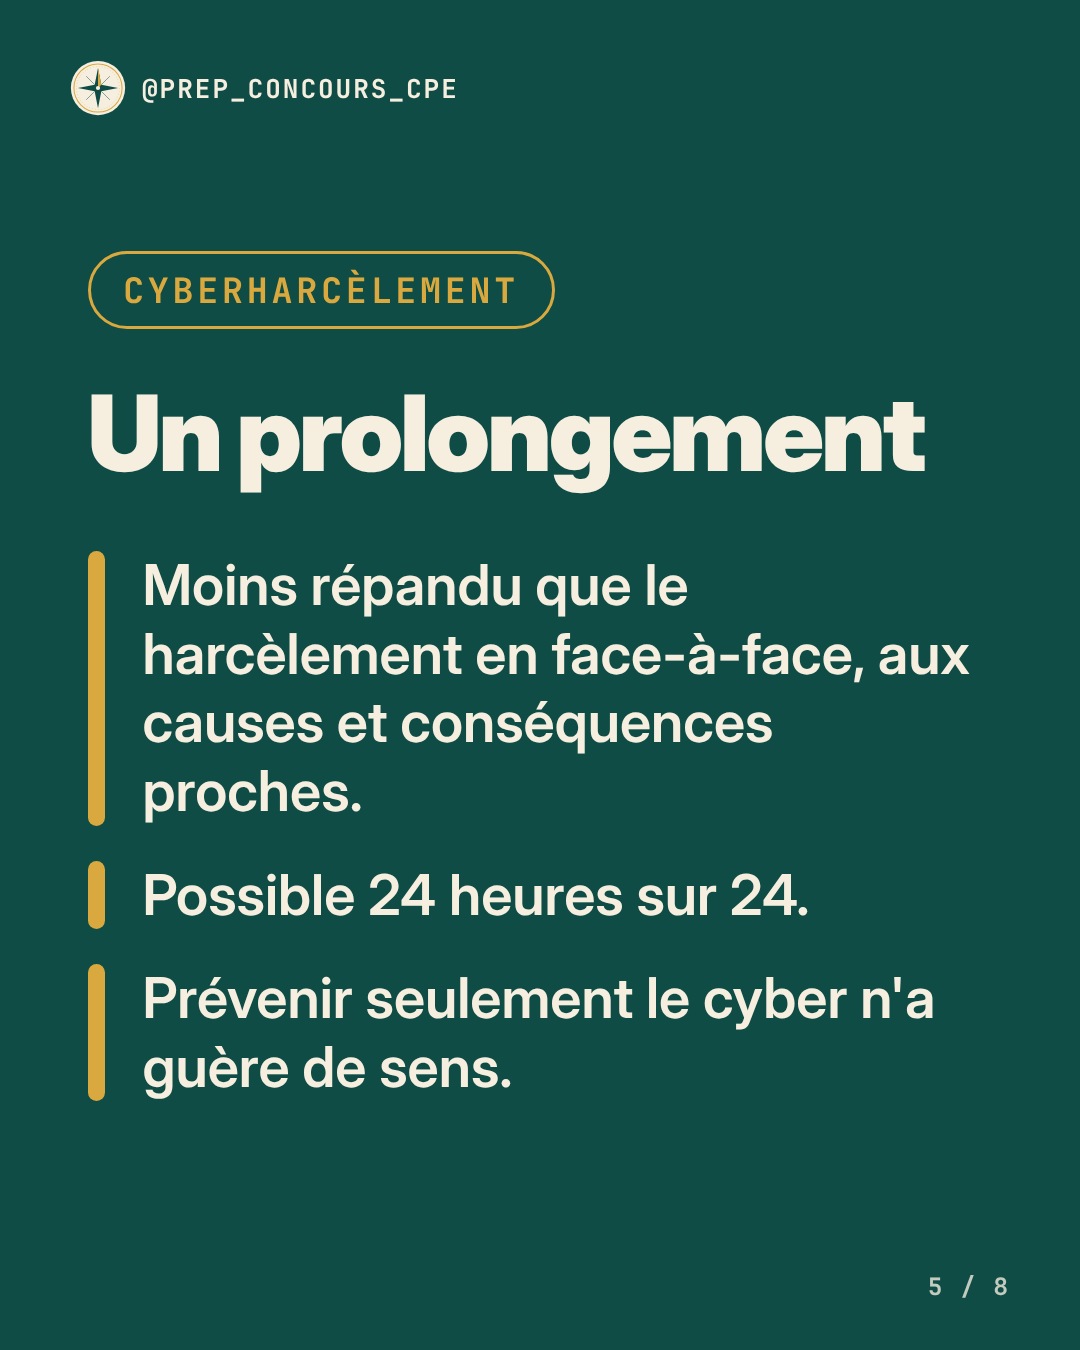 @PREP_CONCOURS_CPE
CYBERHARCÈLEMENT
Un prolongement
Moins répandu que le
harcèlement en face-à-face, aux
causes et conséquences
proches.
Possible 24 heures sur 24.
Prévenir seulement le cyber n'a
guère de sens.
5 / 8